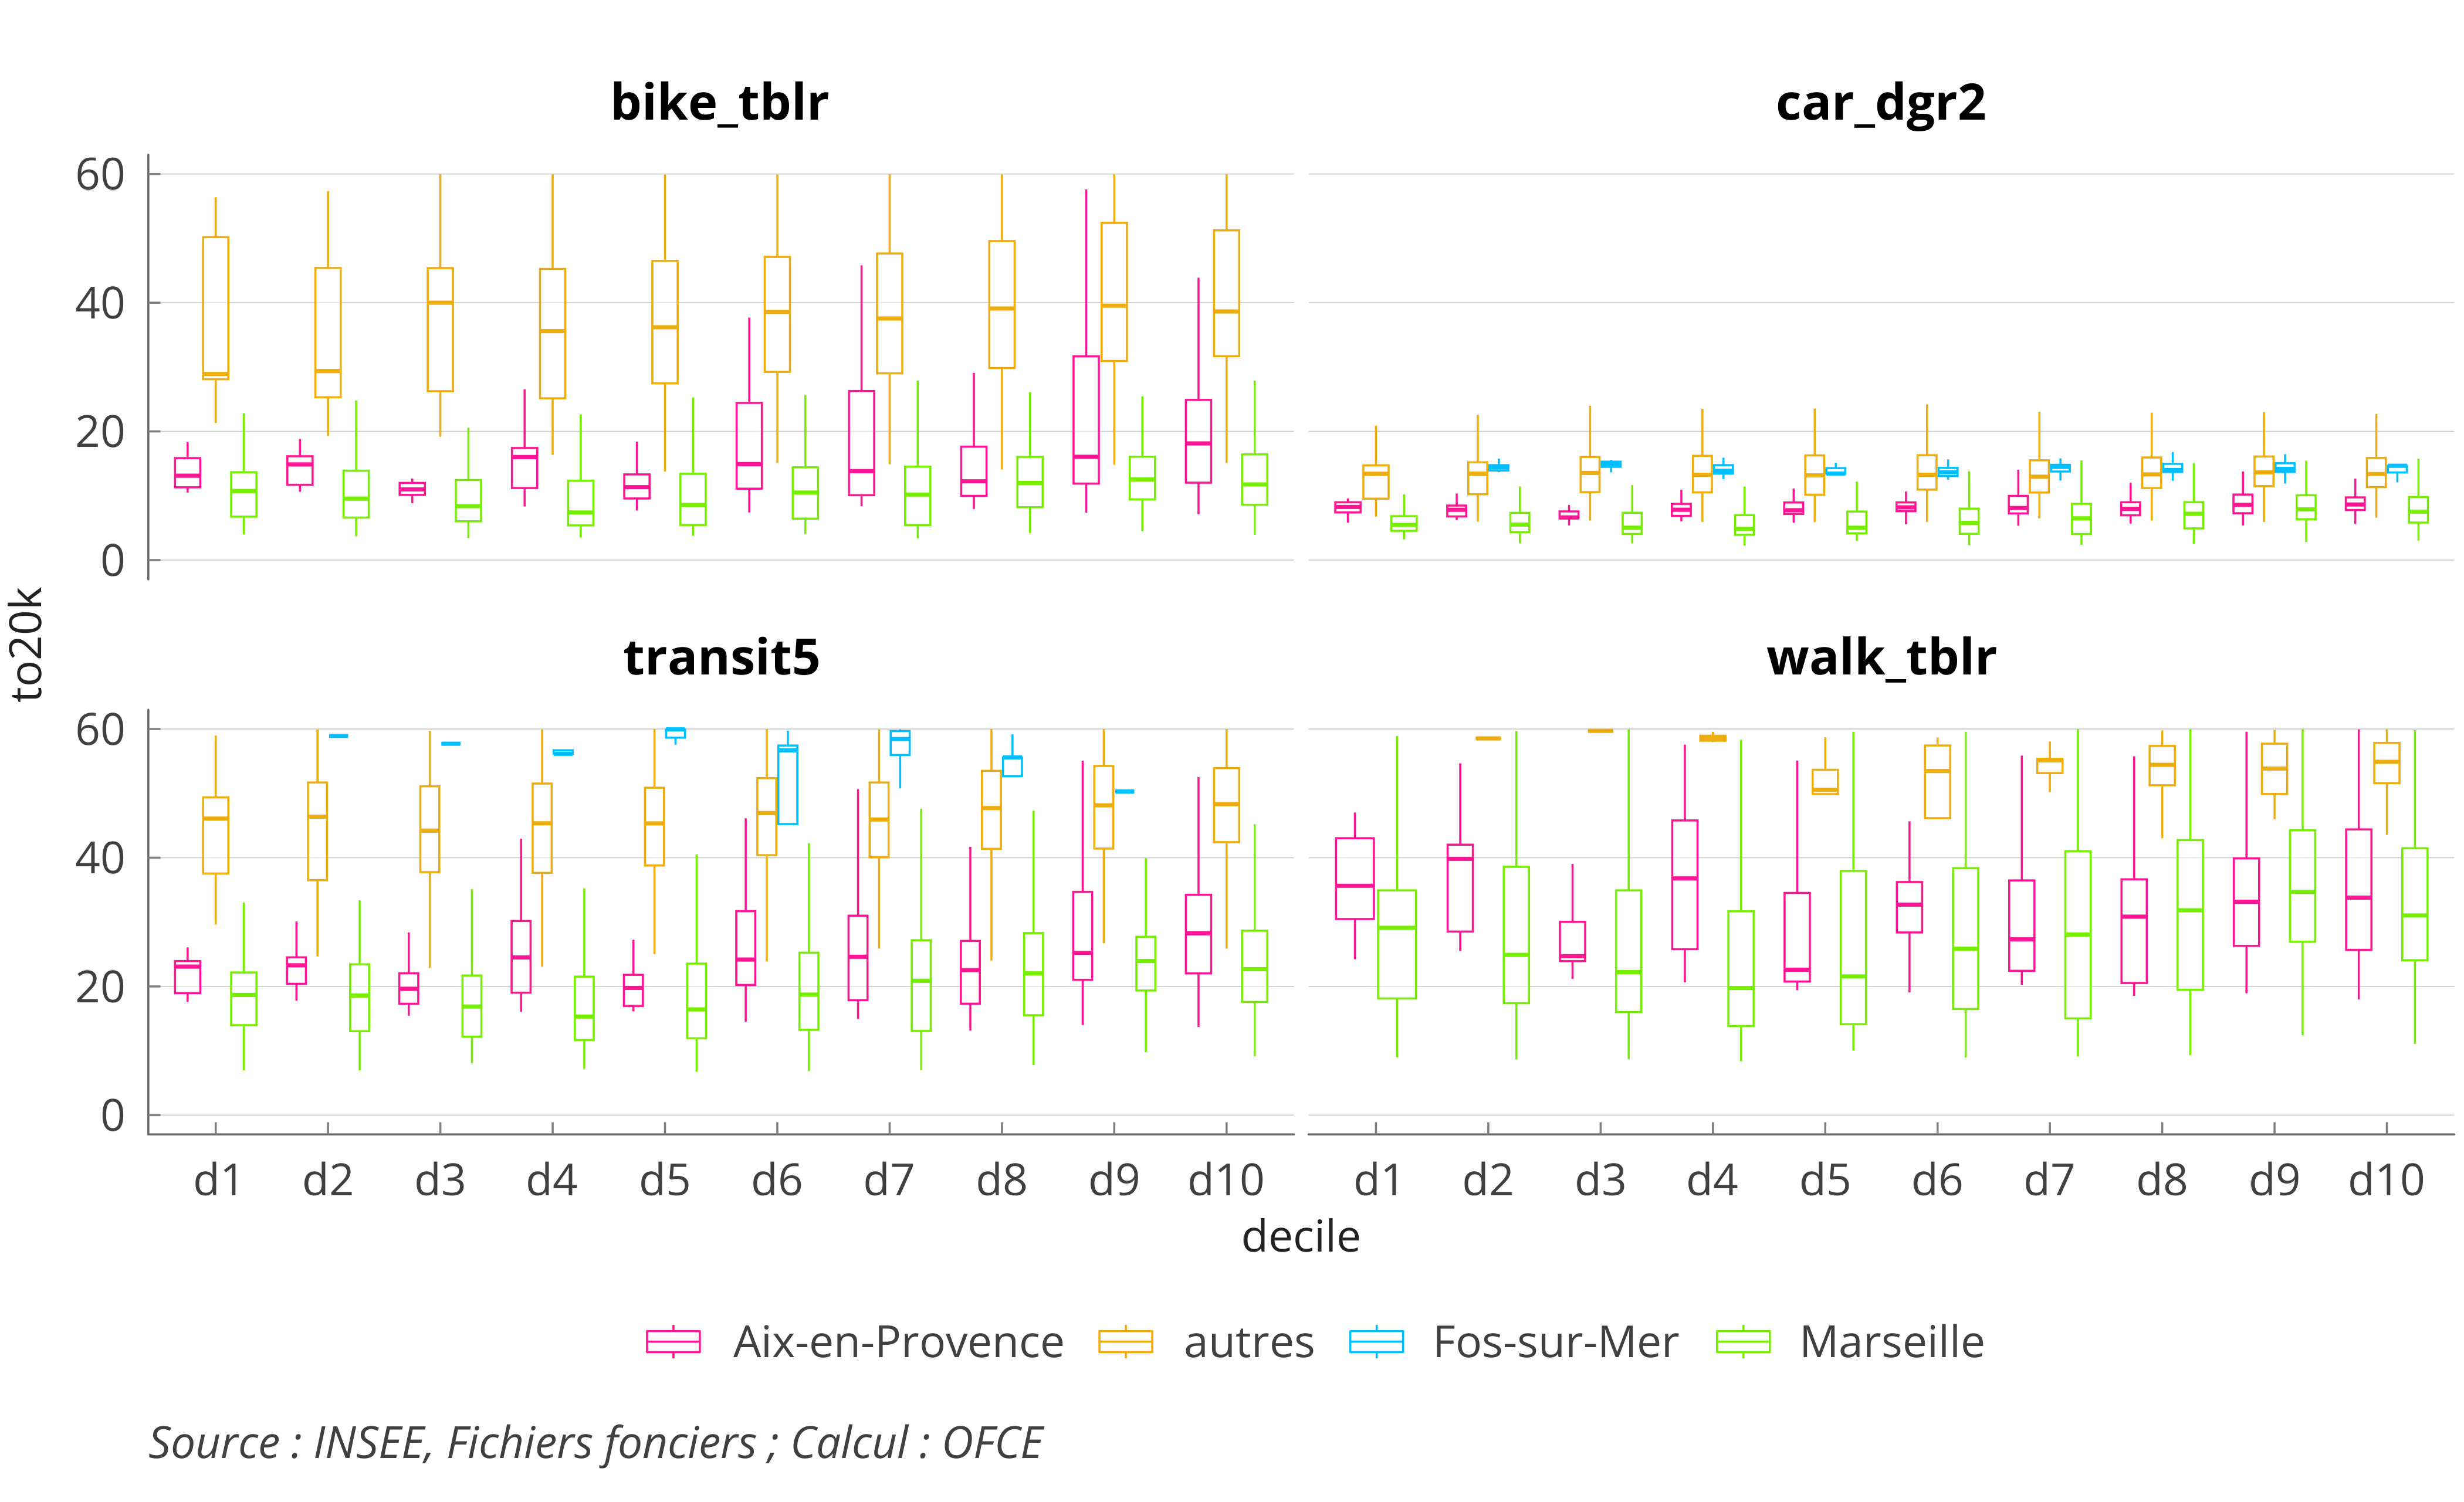 bike_tblr
car_dgr2
60
40
20
0
to20k
transit5
walk_tblr
60
40
20
0
d1 d2 d3 d4 d5 d6 d7 d8 d9 d10 d1 d2 d3 d4 d5 d6 d7 d8 d9 d10
decile
Aix-en-Provence autres Fos-sur-Mer Marseille
Source : INSEE, Fichiers fonciers ; Calcul : OFCE